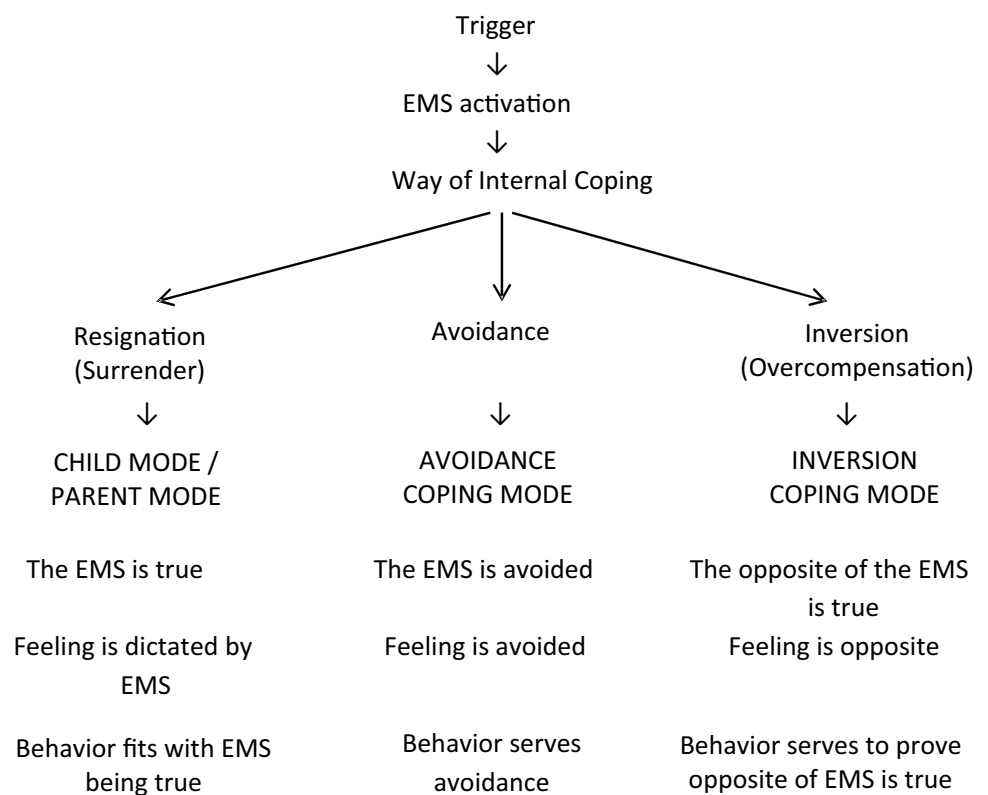 Trigger
↓
EMS activation
↓
Way of Internal Coping
Resignation
(Surrender)
↓
CHILD MODE /
PARENT MODE
The EMS is true
Feeling is dictated by
EMS
Behavior fits with EMS
being true
Avoidance
↓
AVOIDANCE
COPING MODE
The EMS is avoided
Feeling is avoided
Behavior serves
avoidance
Inversion
(Overcompensation)
↓
INVERSION
COPING MODE
The opposite of the EMS
is true
Feeling is opposite
Behavior serves to prove
opposite of EMS is true